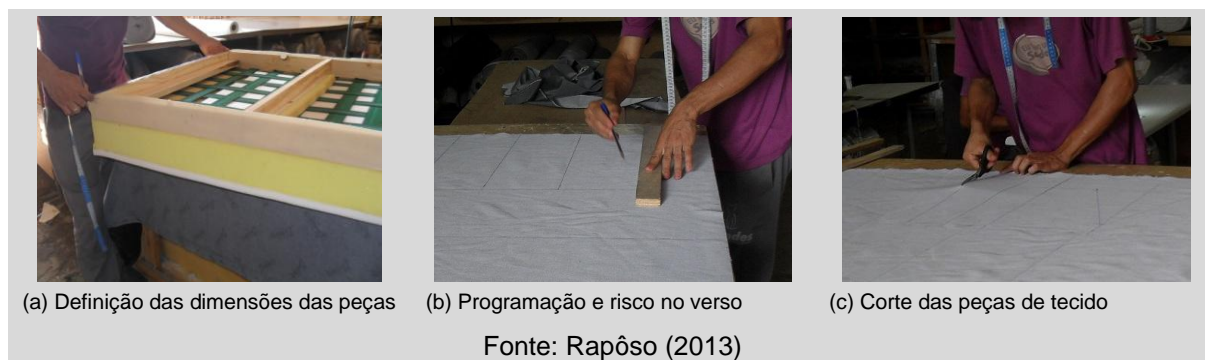 (a) Definição das dimensões das peças
(b) Programação e risco no verso
(c) Corte das peças de tecido
Fonte: Rapôso (2013)